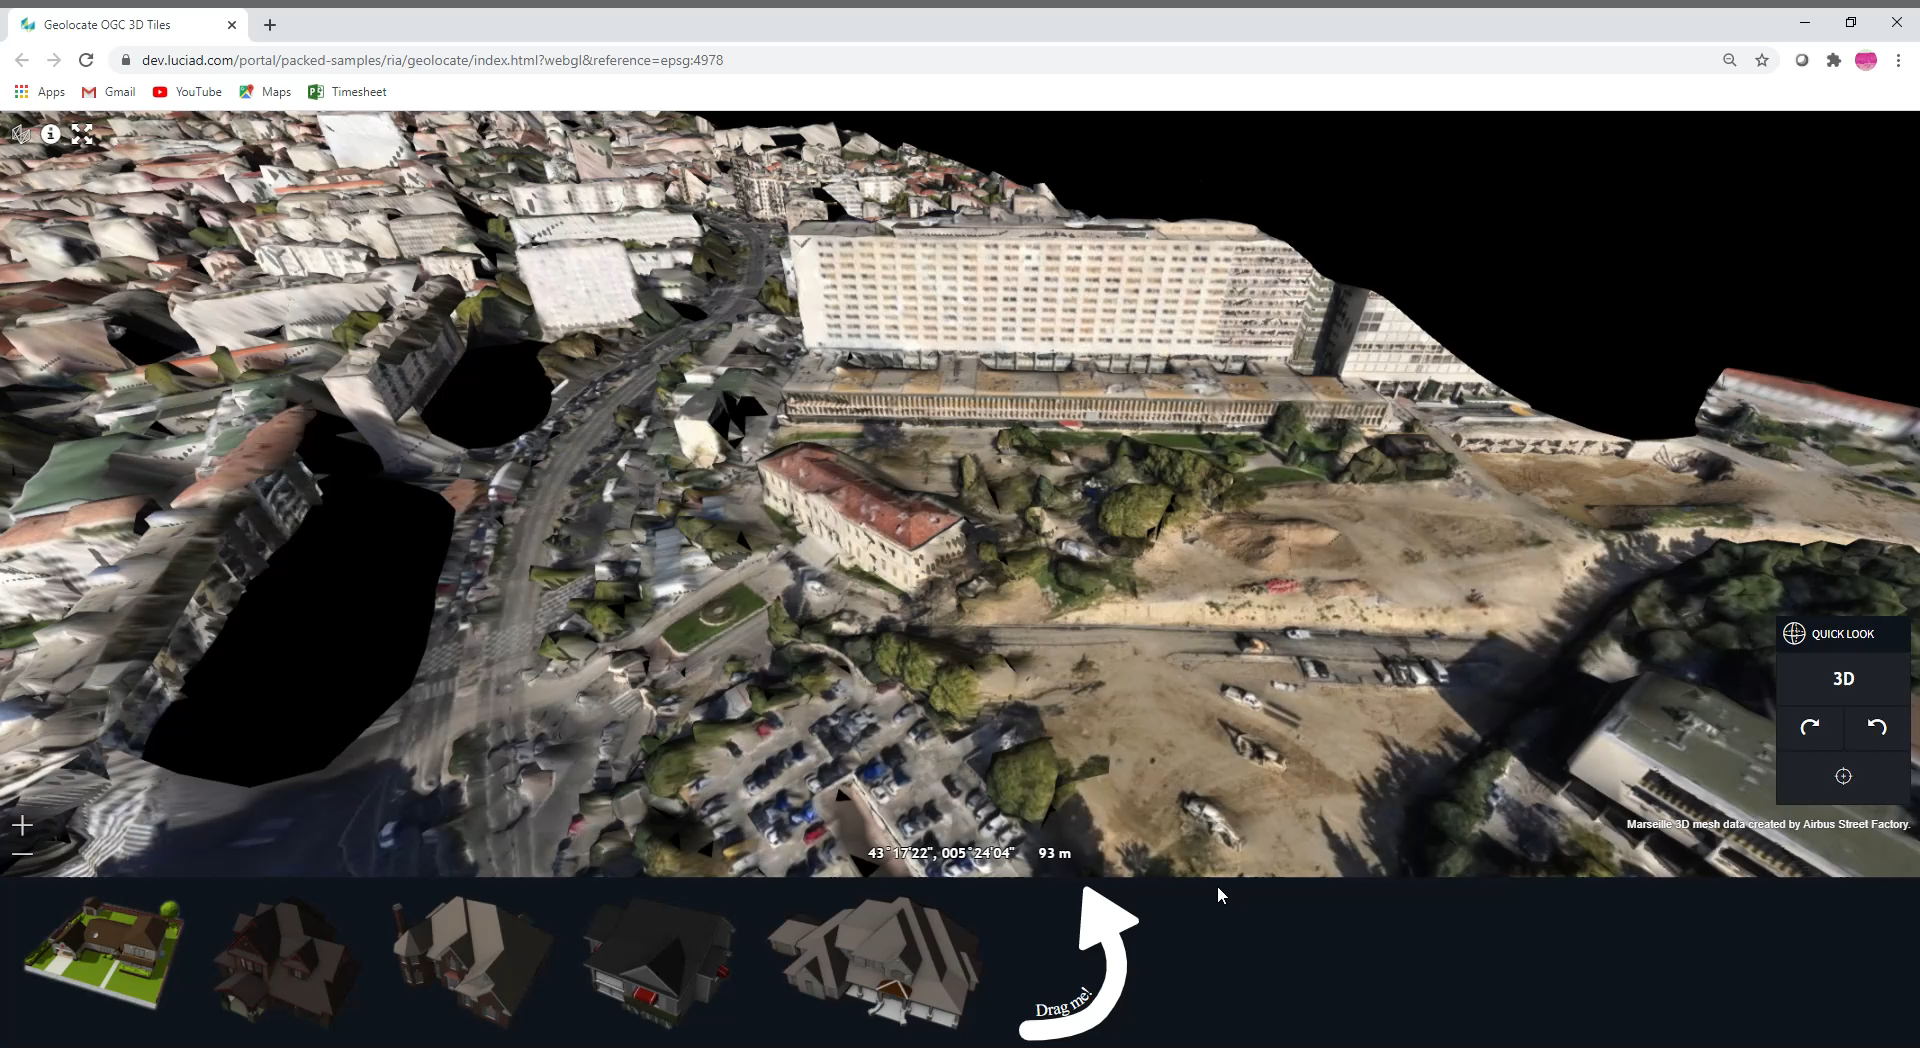 Geolocate OGC 3D Tiles
dev.luciad.com/portal/packed-samples/ria/geolocate/index.html?webgl&reference=epsg:4978
Apps Gmail YouTube Maps Timesheet
QUICK LOOK
3D
Marseille 3D mesh data created by Airbus Street Factory.
43°17'22", 005°24'04" 93 m
Drag me!